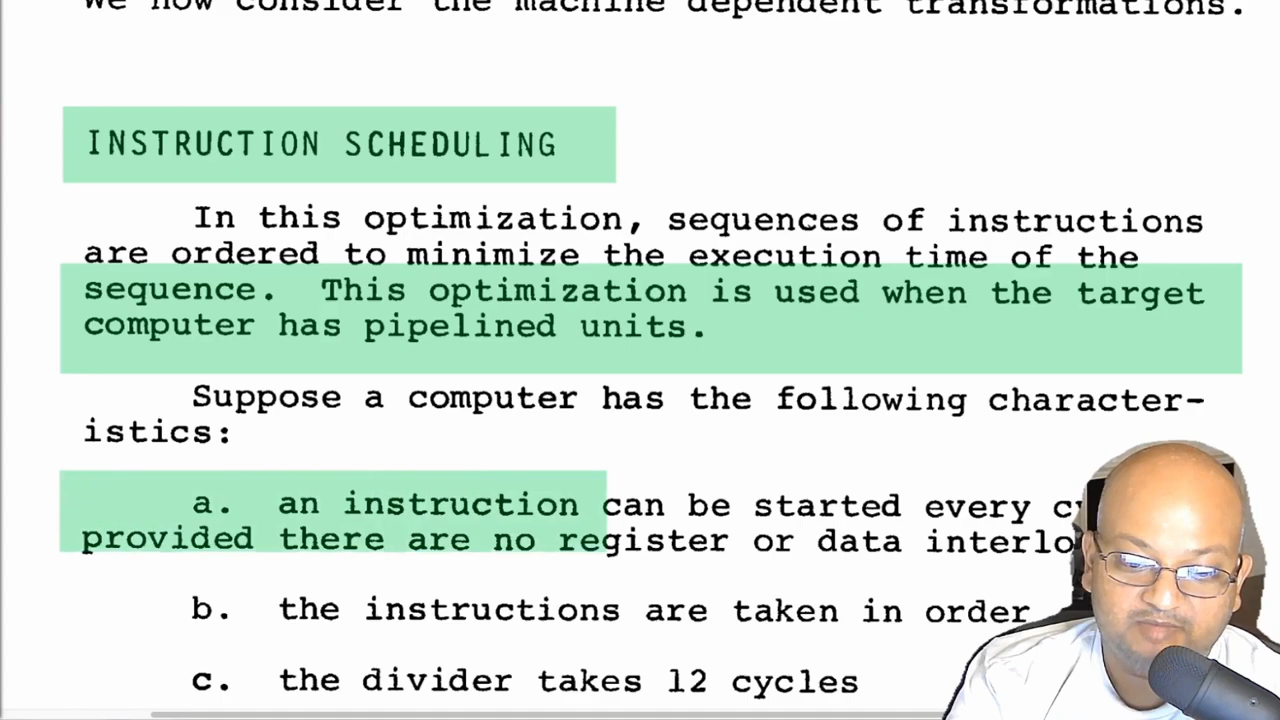 We now consider the machine dependent transformations.
INSTRUCTION SCHEDULING
In this optimization, sequences of instructions
are ordered to minimize the execution time of the
sequence. This optimization is used when the target
computer has pipelined units.
Suppose a computer has the following character-
istics:
a. an instruction can be started every
provided there are no register or data
b. the instructions are taken in order
c. the divider takes 12 cycles